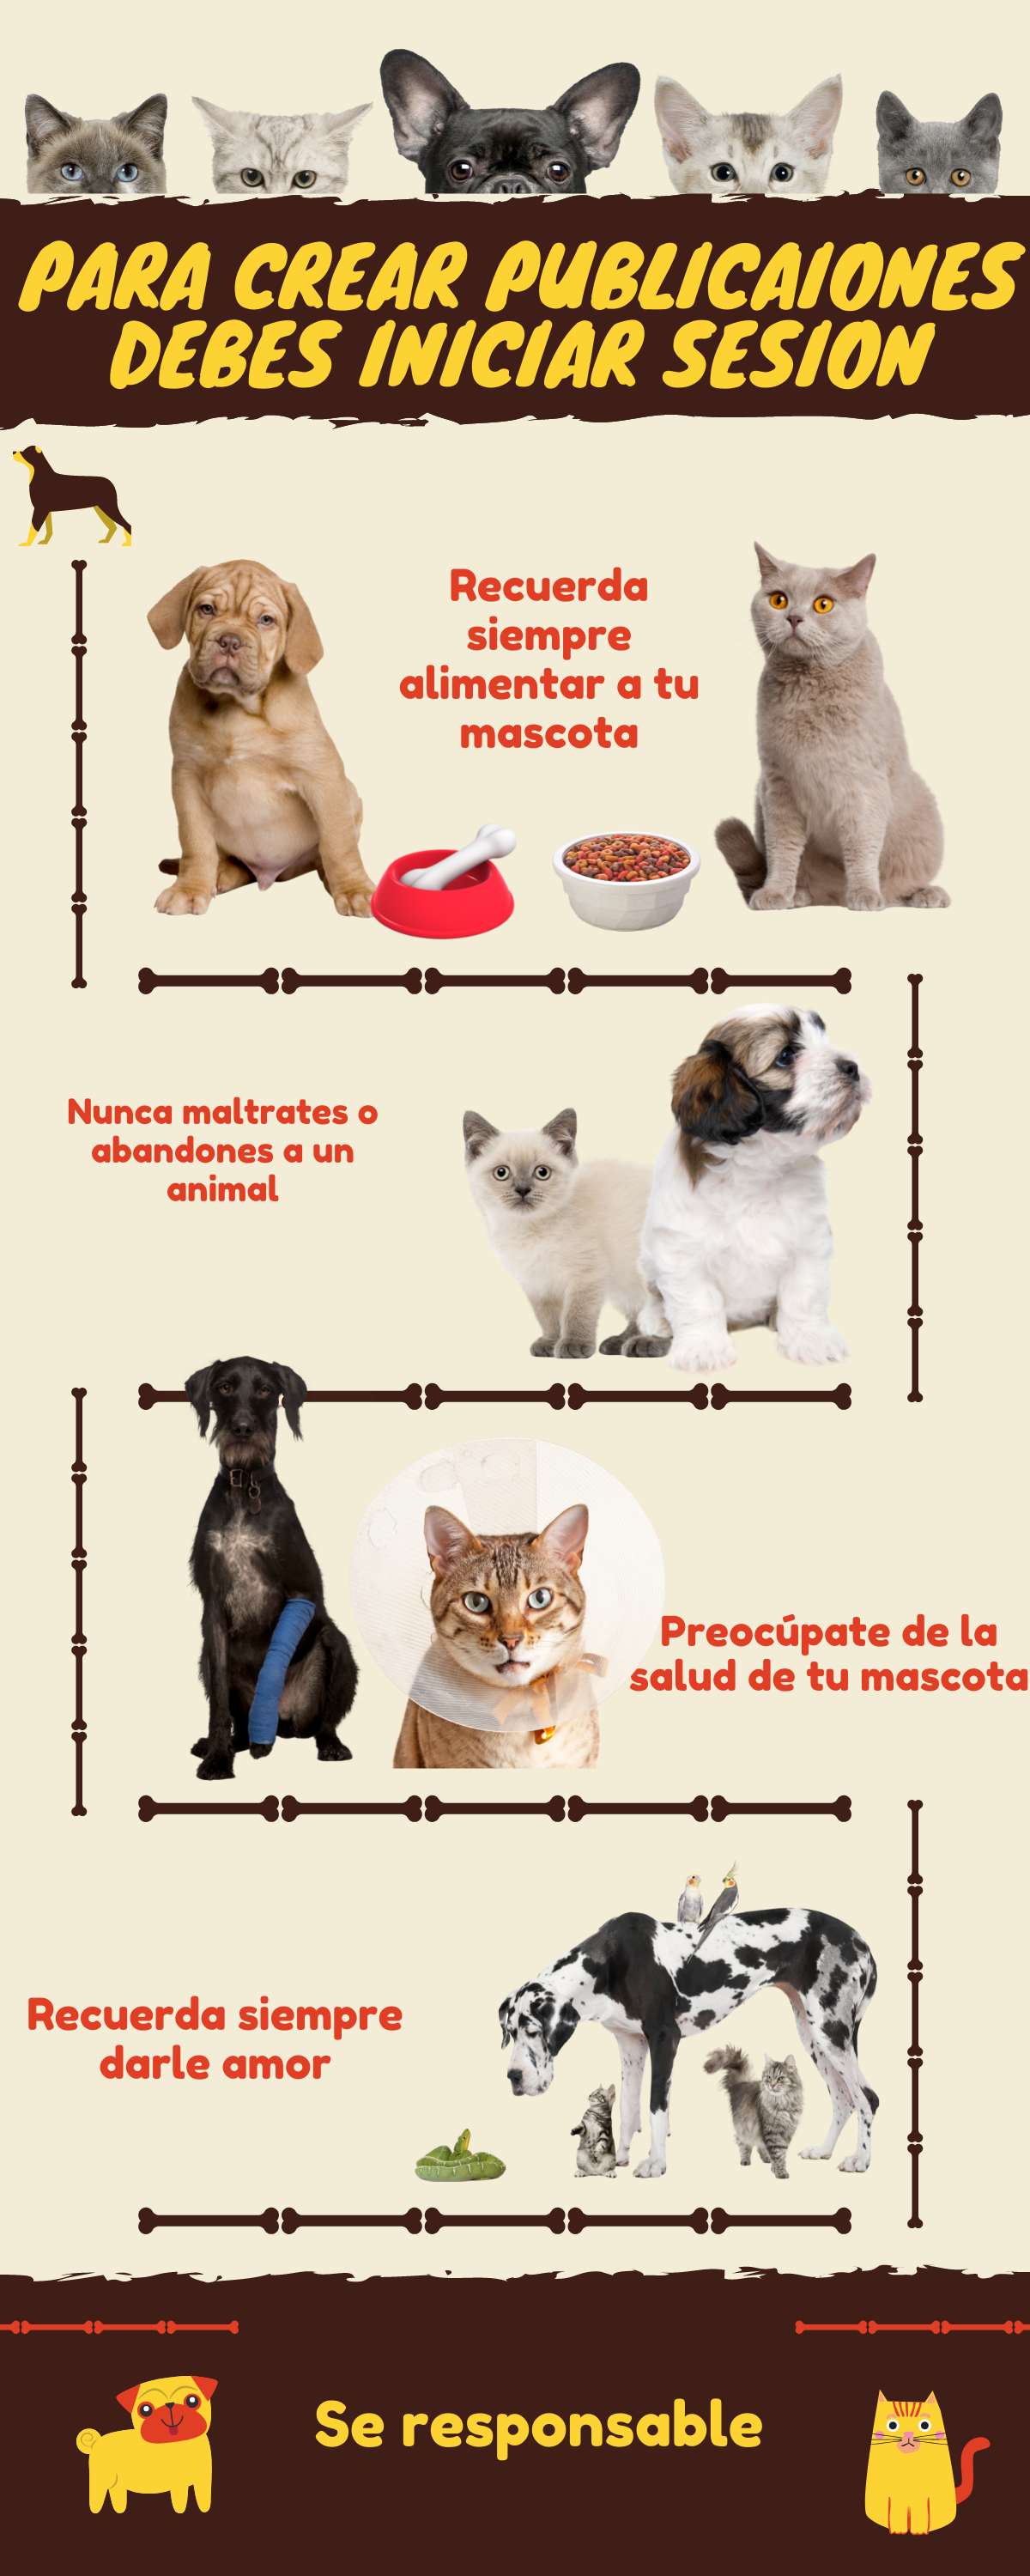 PARA CREAR PUBLICAIONES
DEBES INICIAR SESION
Recuerda
siempre
alimentar a tu
mascota
Nunca maltrates o
abandones a un
animal
Preocúpate de la
salud de tu mascota
Recuerda siempre
darle amor
Se responsable